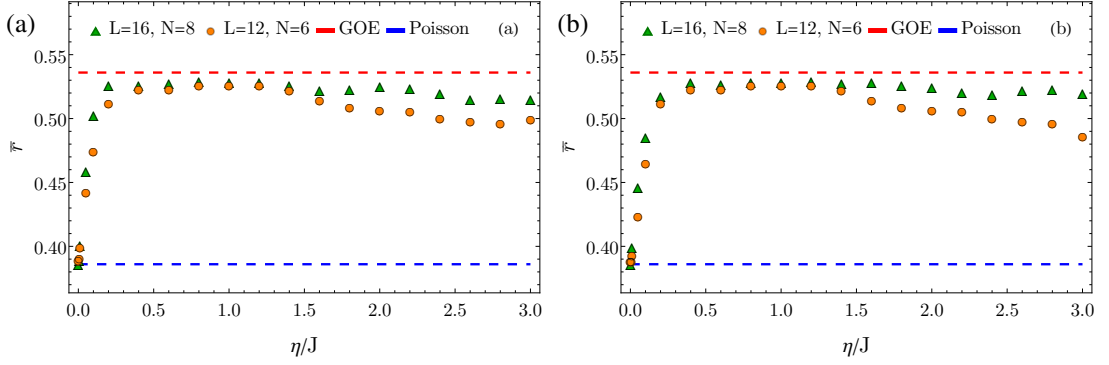 (a)
L=16, N=8 L=12, N=6 GOE Poisson (a)
0.55
0.50
0.45
0.40
r̅
0.0 0.5 1.0 1.5 2.0 2.5 3.0
η/J
(b)
L=16, N=8 L=12, N=6 GOE Poisson (b)
0.55
0.50
0.45
0.40
r̅
0.0 0.5 1.0 1.5 2.0 2.5 3.0
η/J